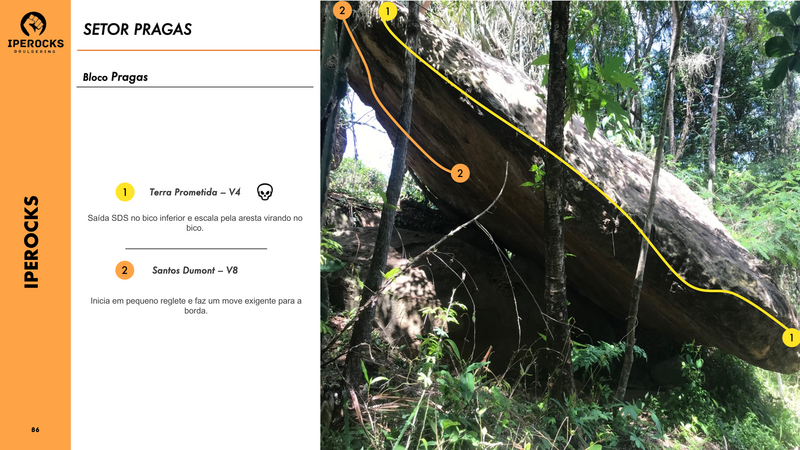 IPEROCKS
BOULDERING
SETOR PRAGAS
Bloco Pragas
1 Terra Prometida – V4
Saída SDS no bico inferior e escala pela aresta virando no
bico.
2 Santos Dumont – V8
Inicia em pequeno reglete e faz um move exigente para a
borda.
IPEROCKS
86
2
1
2
1